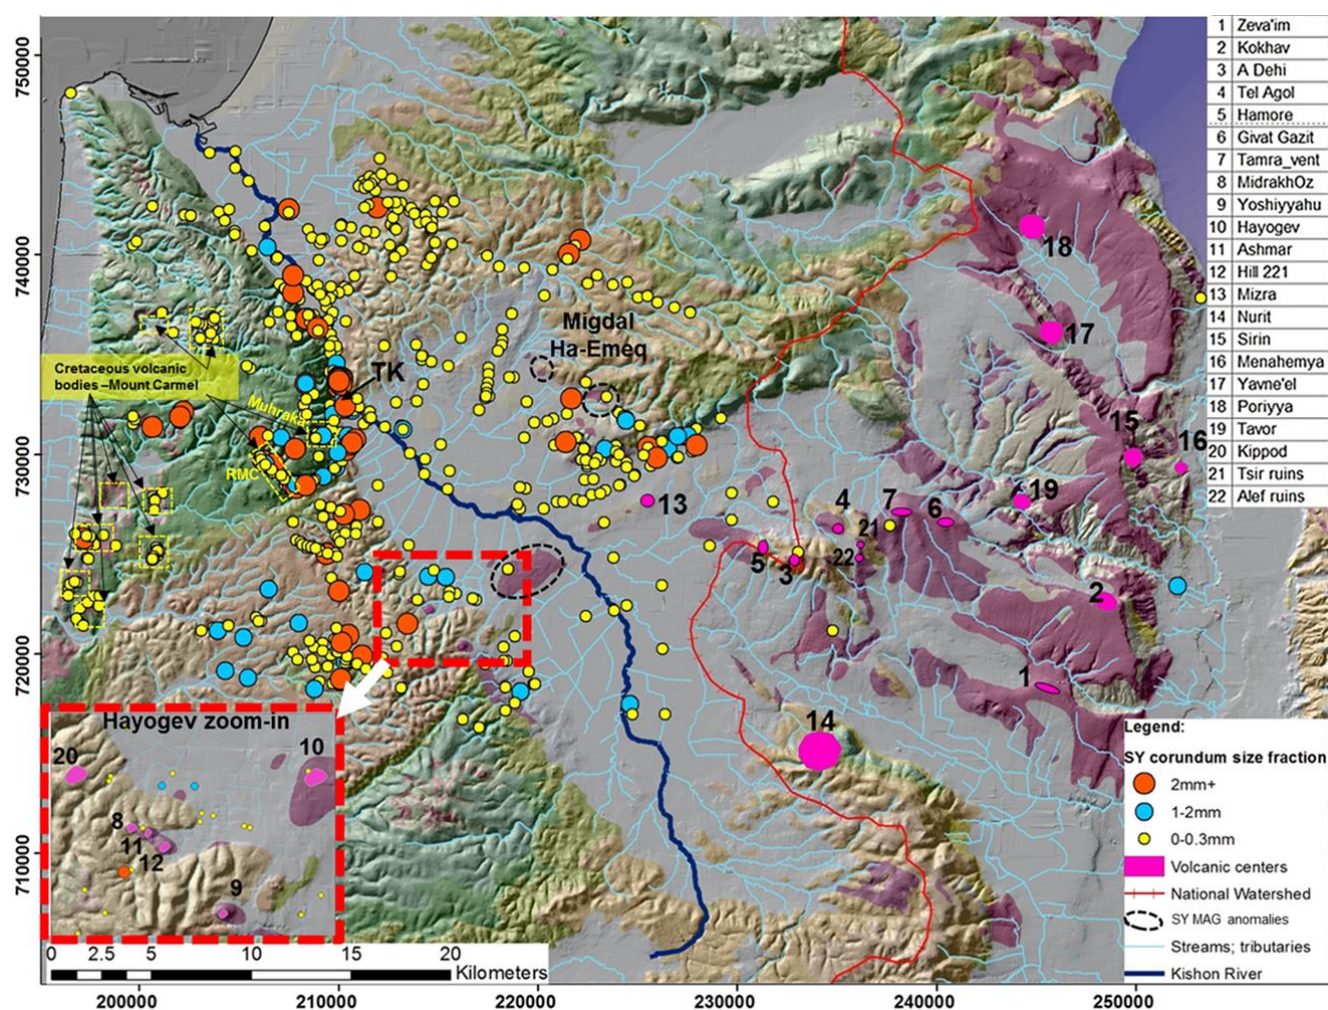 750000
740000
730000
720000
710000
1 Zeva'im
2 Kokhav
3 A Dehi
4 Tel Agol
5 Hamore
6 Givat Gazit
7 Tamra_vent
8 MidrakhOz
9 Yoshiyyahu
10 Hayogev
11 Ashmar
12 Hill 221
13 Mizra
14 Nurit
15 Sirin
16 Menahemya
17 Yavne'el
18 Poriyya
19 Tavor
20 Kippod
21 Tsir ruins
22 Alef ruins
18
17
Migdal
Ha-Emeq
Cretaceous volcanic
bodies –Mount Carmel
TK
Muhraka
RMC
15
16
13
19
4
7
6
21
22
5
3
2
1
14
Hayogev zoom-in
20
10
8
11
12
9
Legend:
SY corundum size fraction
2mm+
1-2mm
0-0.3mm
Volcanic centers
National Watershed
SY MAG anomalies
Streams; tributaries
Kishon River
0 2.5 5 10 15 20
Kilometers
200000 210000 220000 230000 240000 250000